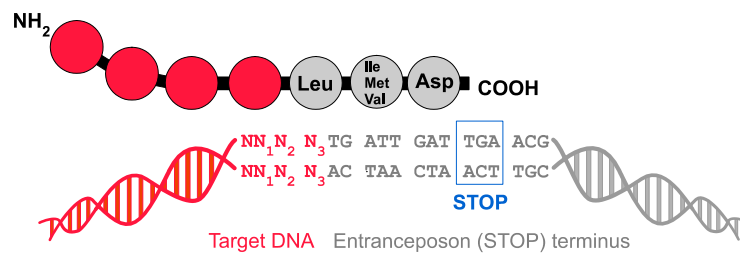 NH2
Leu
Ile
Met
Val
Asp
COOH
NN1N2 N3TG ATT GAT TGA ACG
NN1N2 N3AC TAA CTA ACT TGC
STOP
Target DNA Entranceposon (STOP) terminus